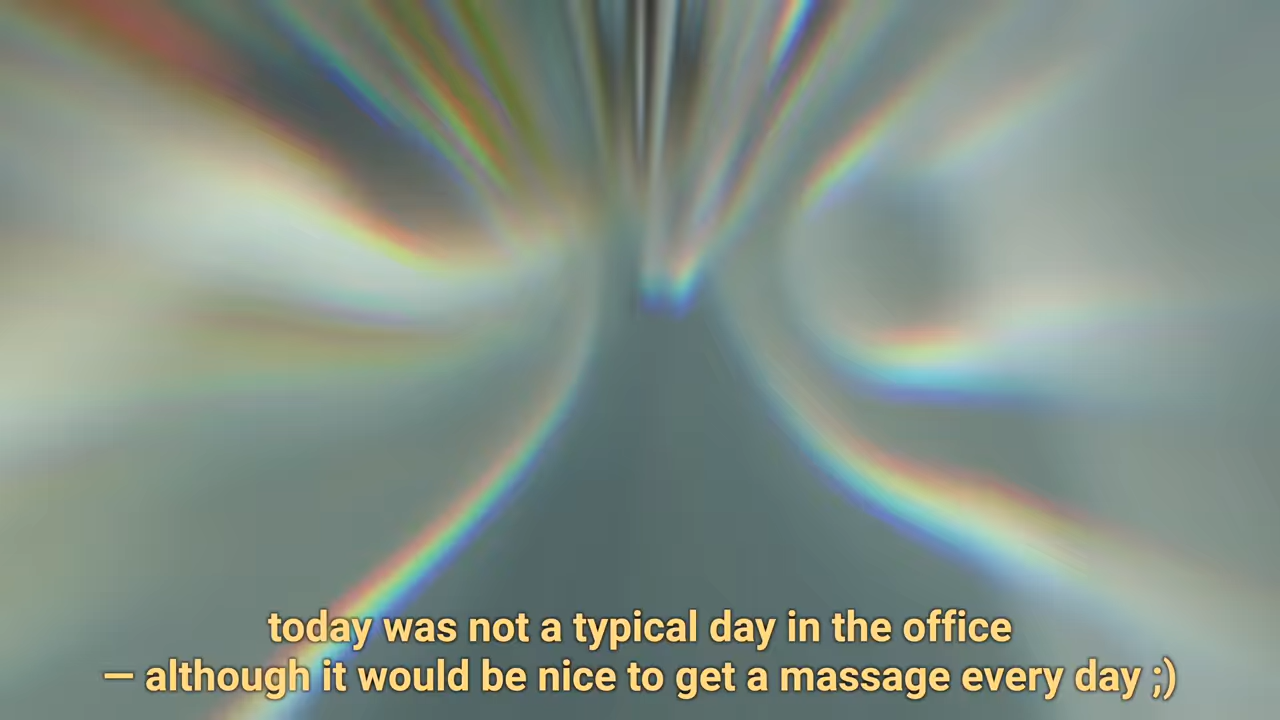 today was not a typical day in the office
— although it would be nice to get a massage every day ;)